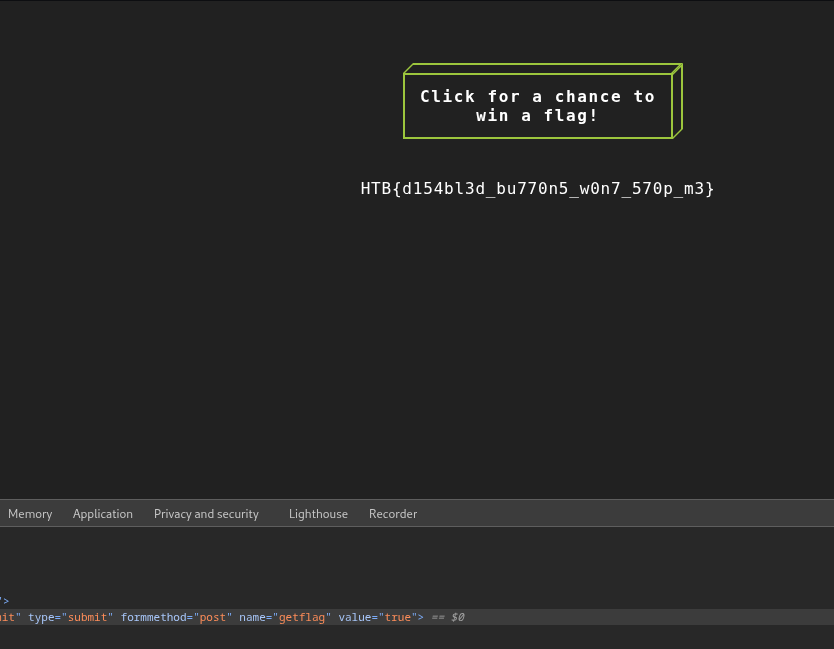 Click for a chance to
win a flag!
HTB{d154bl3d_bu770n5_w0n7_570p_m3}
Memory Application Privacy and security Lighthouse Recorder
">
nit" type="submit" formmethod="post" name="getflag" value="true"> == $0